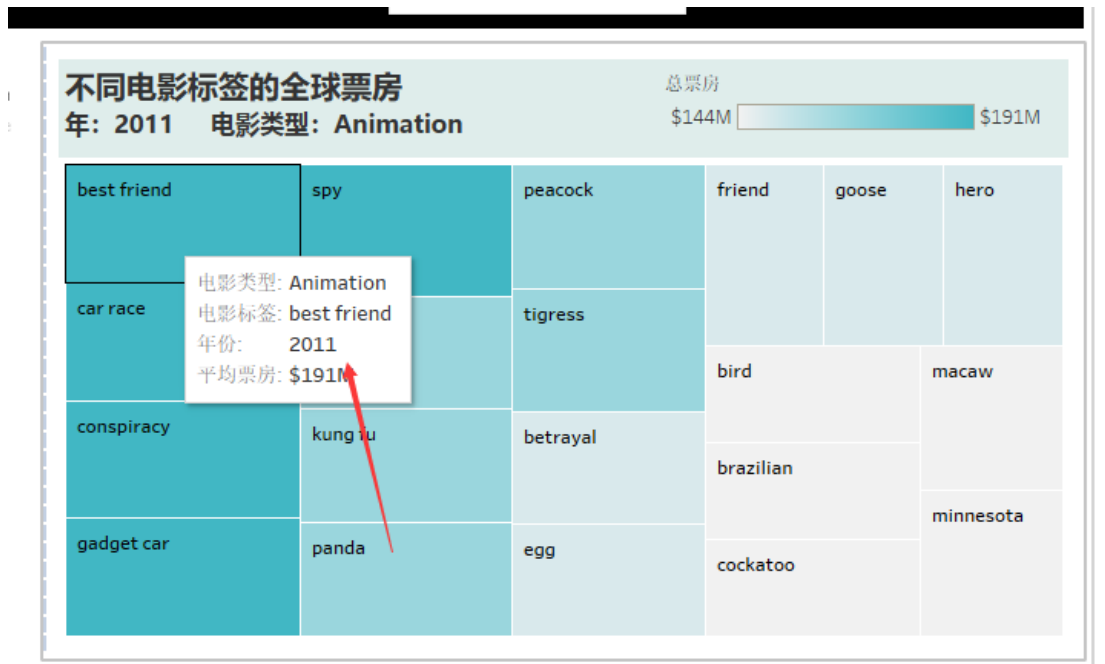 不同电影标签的全球票房
年：2011 电影类型：Animation
总票房
$144M $191M
best friend
spy
peacock
friend
goose
hero
电影类型: Animation
电影标签: best friend
年份: 2011
平均票房: $191M
car race
tigress
bird
macaw
conspiracy
kung fu
betrayal
brazilian
gadget car
panda
egg
cockatoo
minnesota